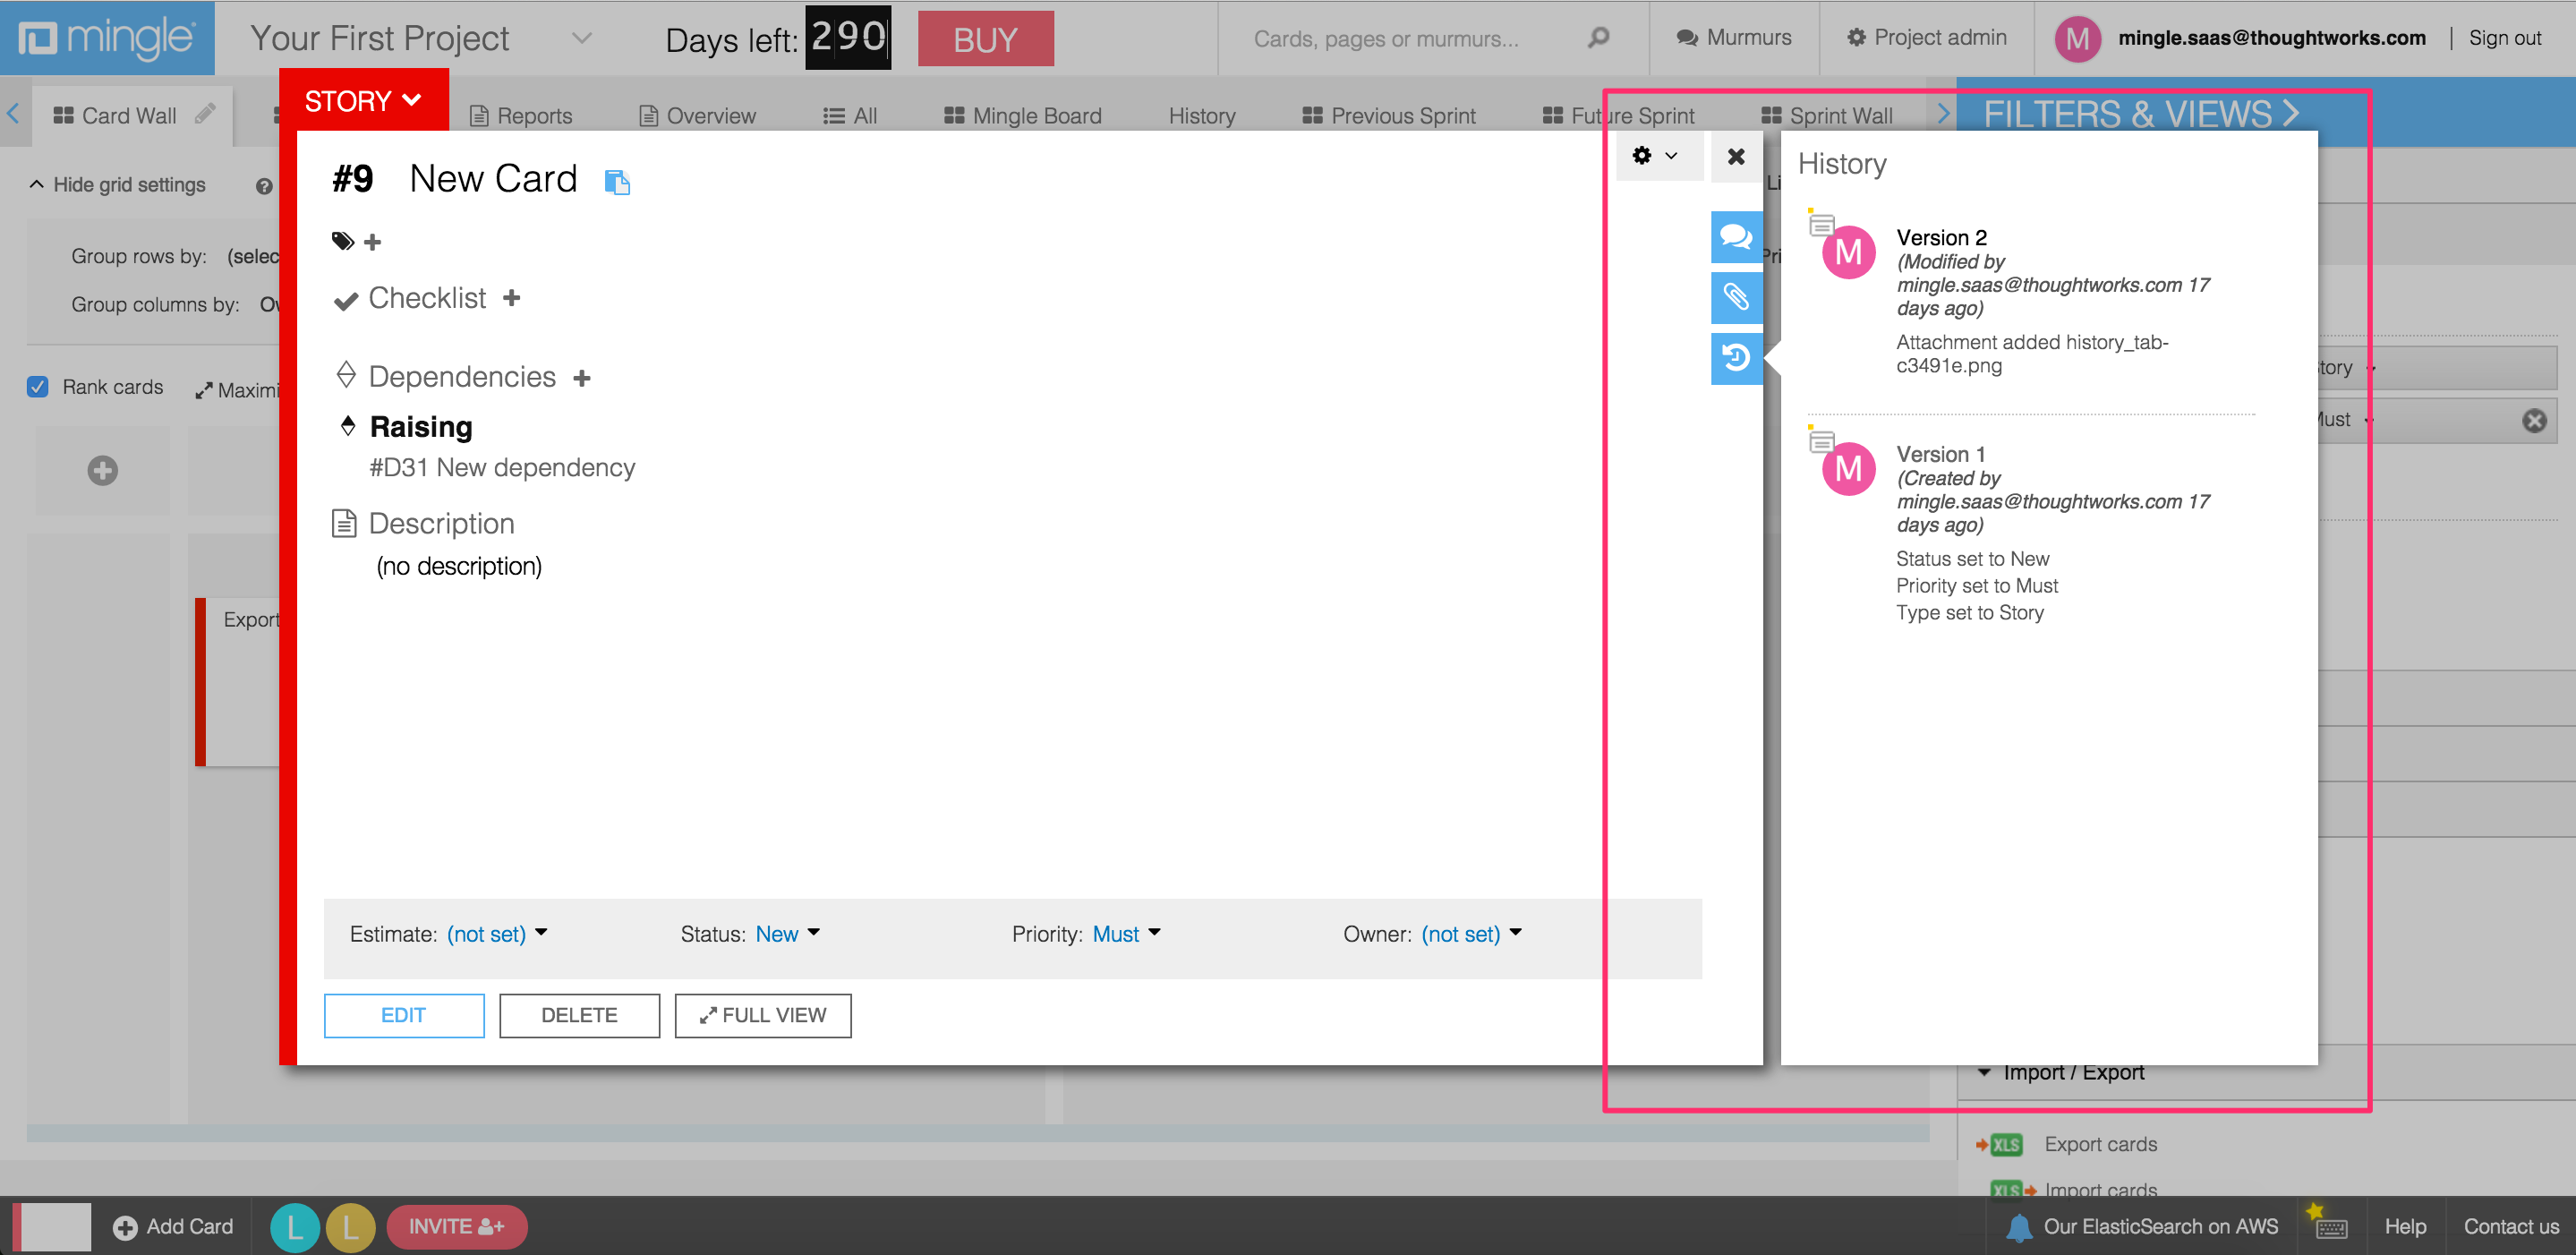 mingle
Your First Project
Days left: 290
BUY
Cards, pages or murmurs...
Murmurs
Project admin
M
mingle.saas@thoughtworks.com
Sign out
Card Wall
STORY
Reports
Overview
All
Mingle Board
History
Previous Sprint
Future Sprint
Sprint Wall
FILTERS & VIEWS
Hide grid settings
Group rows by: (selec
Group columns by:
Rank cards
Maximi
Export
#9 New Card
Checklist
Dependencies
Raising
#D31 New dependency
Description
(no description)
Estimate: (not set)
Status: New
Priority: Must
Owner: (not set)
EDIT
DELETE
FULL VIEW
History
M
Version 2
(Modified by
mingle.saas@thoughtworks.com 17
days ago)
Attachment added history_tab-
c3491e.png
M
Version 1
(Created by
mingle.saas@thoughtworks.com 17
days ago)
Status set to New
Priority set to Must
Type set to Story
Li
Pri
tory
Must
Import / Export
XLS Export cards
XLS Import cards
Add Card
L
L
INVITE
Our ElasticSearch on AWS
Help
Contact us